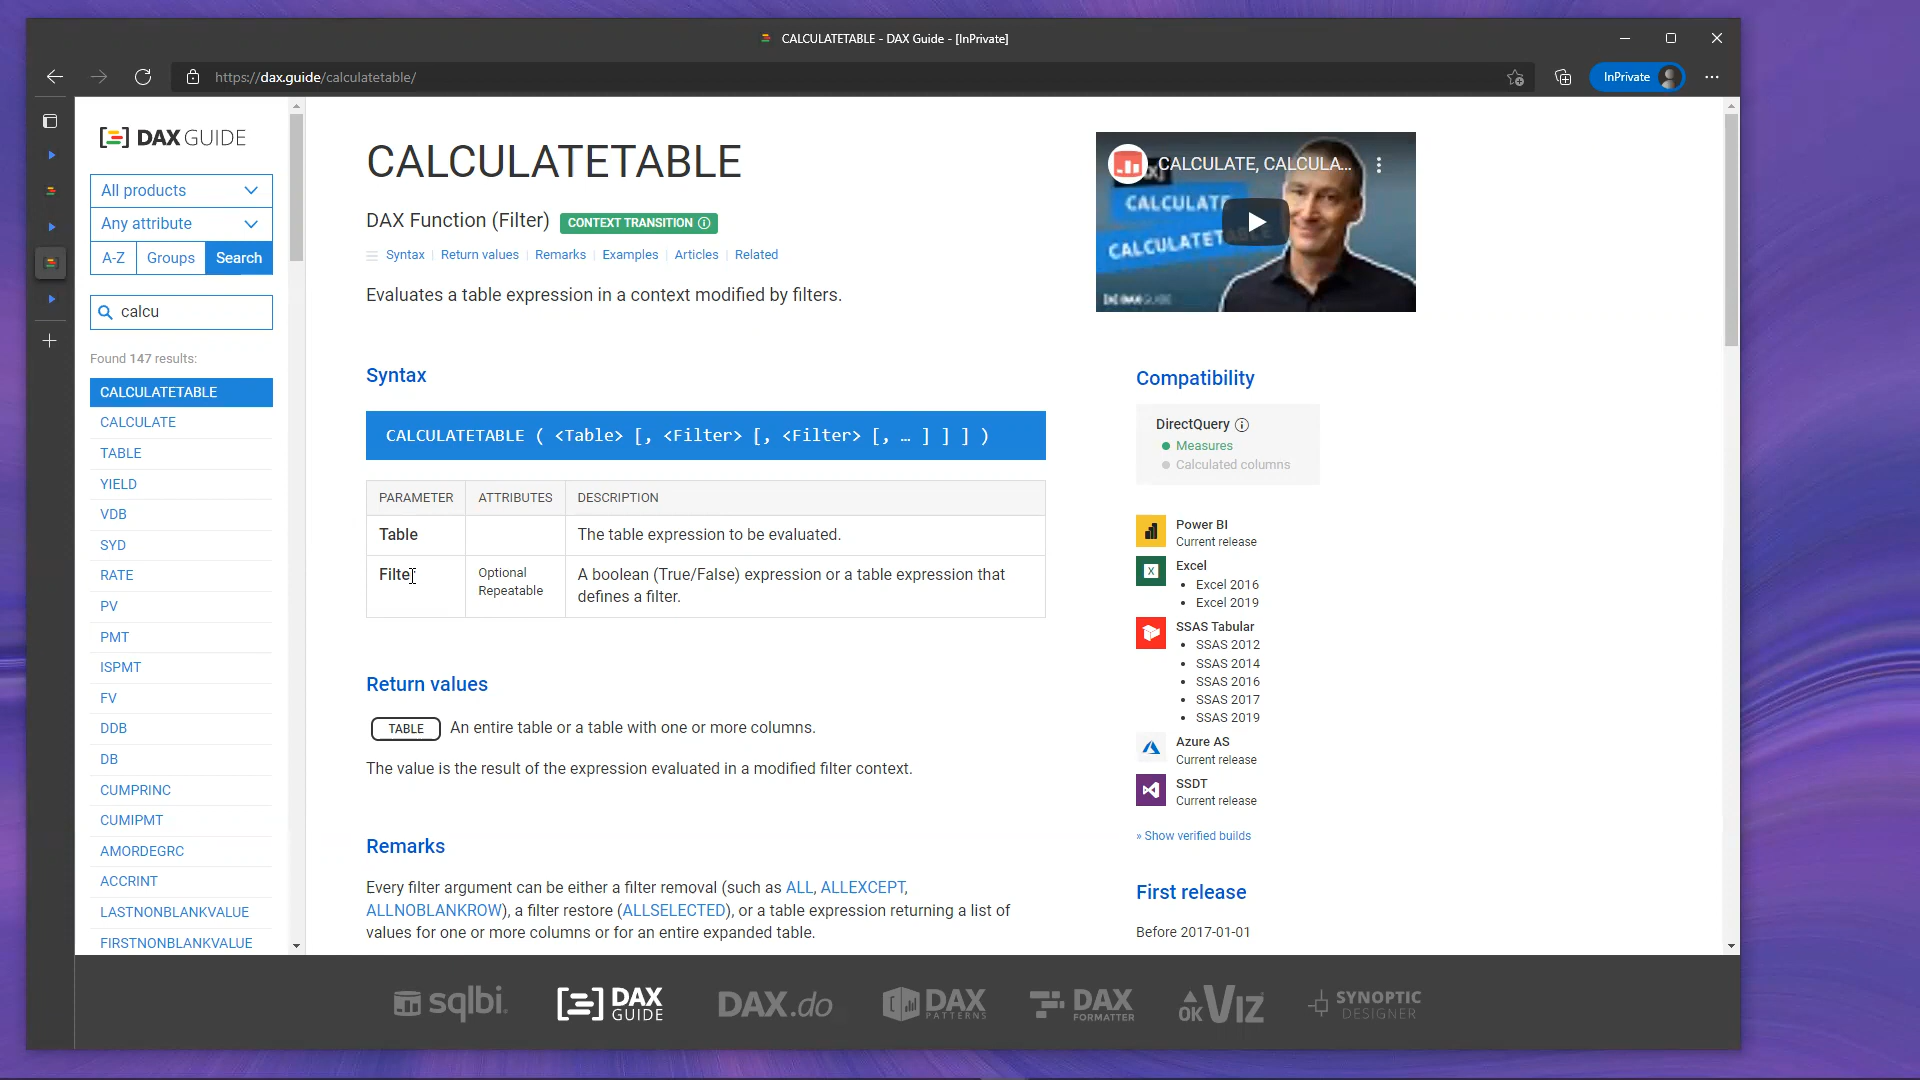 CALCULATETABLE - DAX Guide - [InPrivate]
https://dax.guide/calculatetable/
InPrivate
DAX GUIDE
All products
Any attribute
A-Z
Groups
Search
calcu
Found 147 results:
CALCULATETABLE
CALCULATE
TABLE
YIELD
VDB
SYD
RATE
PV
PMT
ISPMT
FV
DDB
DB
CUMPRINC
CUMIPMT
AMORDEGRC
ACCRINT
LASTNONBLANKVALUE
FIRSTNONBLANKVALUE
CALCULATETABLE
DAX Function (Filter) CONTEXT TRANSITION
Syntax | Return values | Remarks | Examples | Articles | Related
Evaluates a table expression in a context modified by filters.
CALCULATE, CALCULA...
CALCULATE
CALCULATET
Syntax
CALCULATETABLE ( <Table> [, <Filter> [, <Filter> [, … ] ] ] )
PARAMETER ATTRIBUTES DESCRIPTION
Table The table expression to be evaluated.
Filter Optional Repeatable A boolean (True/False) expression or a table expression that
defines a filter.
Return values
TABLE An entire table or a table with one or more columns.
The value is the result of the expression evaluated in a modified filter context.
Remarks
Every filter argument can be either a filter removal (such as ALL, ALLEXCEPT,
ALLNOBLANKROW), a filter restore (ALLSELECTED), or a table expression returning a list of
values for one or more columns or for an entire expanded table.
Compatibility
DirectQuery
Measures
Calculated columns
Power BI
Current release
Excel
• Excel 2016
• Excel 2019
SSAS Tabular
• SSAS 2012
• SSAS 2014
• SSAS 2016
• SSAS 2017
• SSAS 2019
Azure AS
Current release
SSDT
Current release
» Show verified builds
First release
Before 2017-01-01
sqlbi.
DAX GUIDE
DAX.do
DAX PATTERNS
DAX FORMATTER
OK VIZ
SYNOPTIC DESIGNER